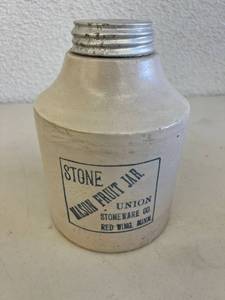 STONE
MASON FRUIT JAR
UNION
STONEWARE CO.
RED WING, MINN.